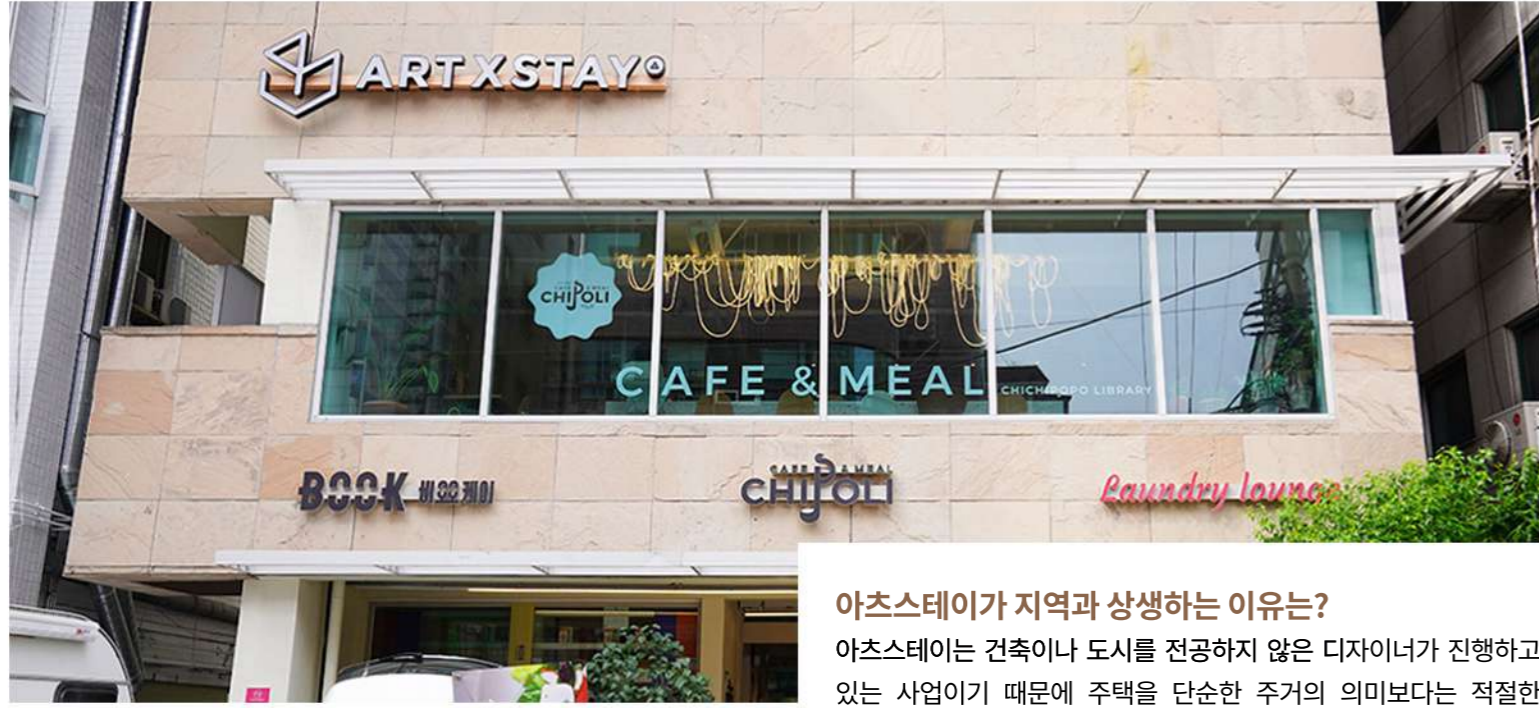 ARTXSTAY
CAFE & MEAL
CHIPOLI
CAFE & MEAL
CHICHIPOPO LIBRARY
BOOK 비오오케이
CAFE & MEAL
CHIPOLI
Laundry lounge
아츠스테이가 지역과 상생하는 이유는?
아츠스테이는 건축이나 도시를 전공하지 않은 디자이너가 진행하고
있는 사업이기 때문에 주택을 단순한 주거의 의미보다는 적절한